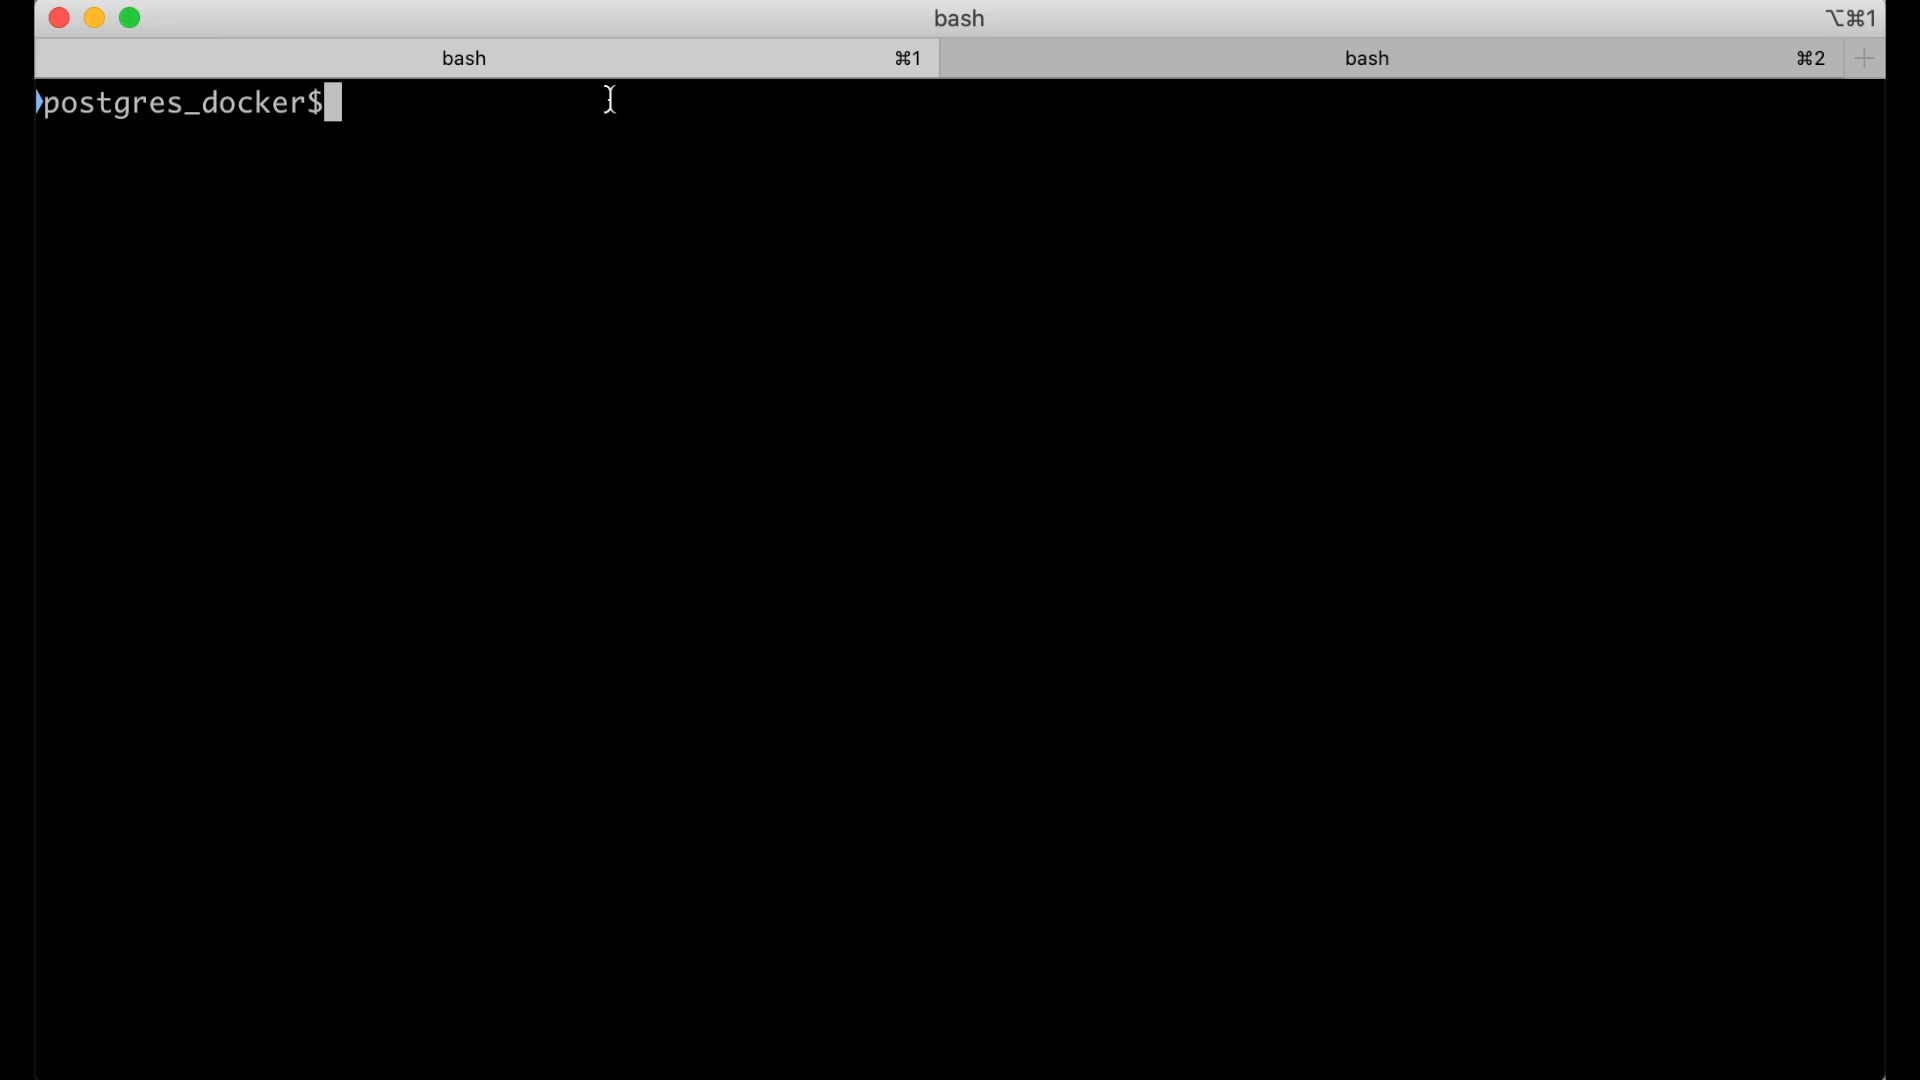 bash ⌥⌘1
bash ⌘1 bash ⌘2 +
postgres_docker$